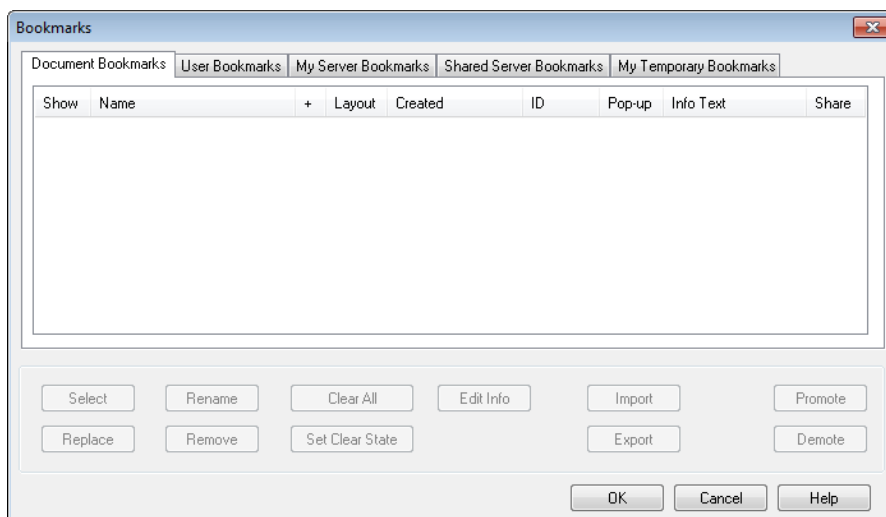 Bookmarks
Document Bookmarks User Bookmarks My Server Bookmarks Shared Server Bookmarks My Temporary Bookmarks
Show Name + Layout Created ID Pop-up Info Text Share
Select Rename Clear All Edit Info Import Promote
Replace Remove Set Clear State Export Demote
OK Cancel Help